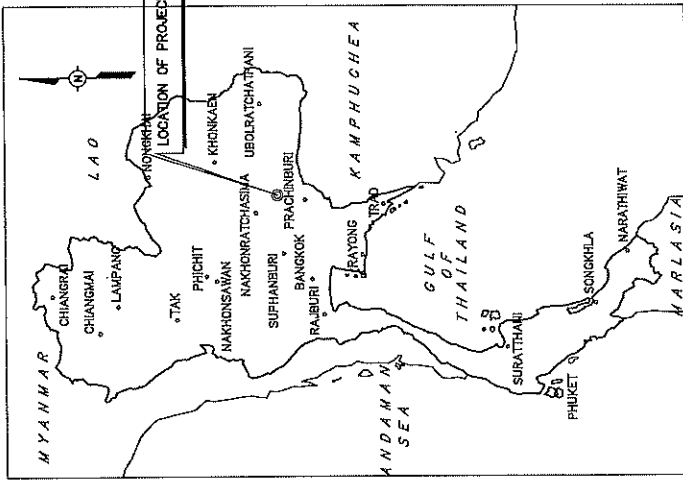 N
LOCATION OF PROJEC
MYAHMAR
LAO
CHIANGRAI
CHIANGMAI
LAMPANG
NONGKHAI
TAK
PHICHIT
KHONKAEN
NAKHONSAWAN
NAKHONRATCHASIMA
UBOLRATCHATHANI
SUPHANBURI
PRACHINBURI
BANGKOK
RAJBURI
RAYONG
TRAD
KAMPHUCHEA
GULF
OF
THAILAND
ANDAMAN
SEA
SURATTHANI
PHUKET
SONGKHLA
NARATHIWAT
MARLASIA